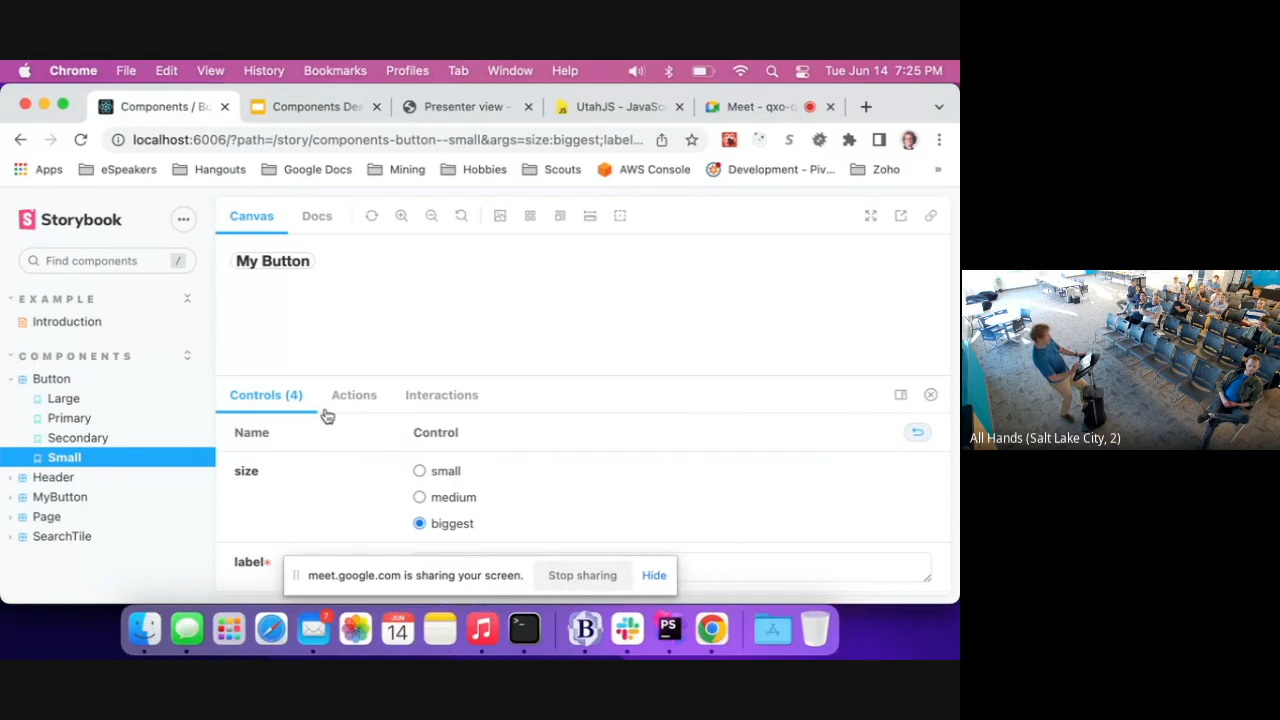 Chrome File Edit View History Bookmarks Profiles Tab Window Help Tue Jun 14 7:25 PM
Components / Bu Components Des Presenter view - UtahJS - JavaSc Meet - qxo-
localhost:6006/?path=/story/components-button--small&args=size:biggest;label...
Apps eSpeakers Hangouts Google Docs Mining Hobbies Scouts AWS Console Development - Piv... Zoho »
Storybook
Canvas Docs
Find components /
My Button
EXAMPLE
Introduction
COMPONENTS
Button
Large
Primary
Secondary
Small
Header
MyButton
Page
SearchTile
Controls (4) Actions Interactions
Name Control
size
small
medium
biggest
label*
meet.google.com is sharing your screen. Stop sharing Hide
7
JUN
14
B
PS
All Hands (Salt Lake City, 2)